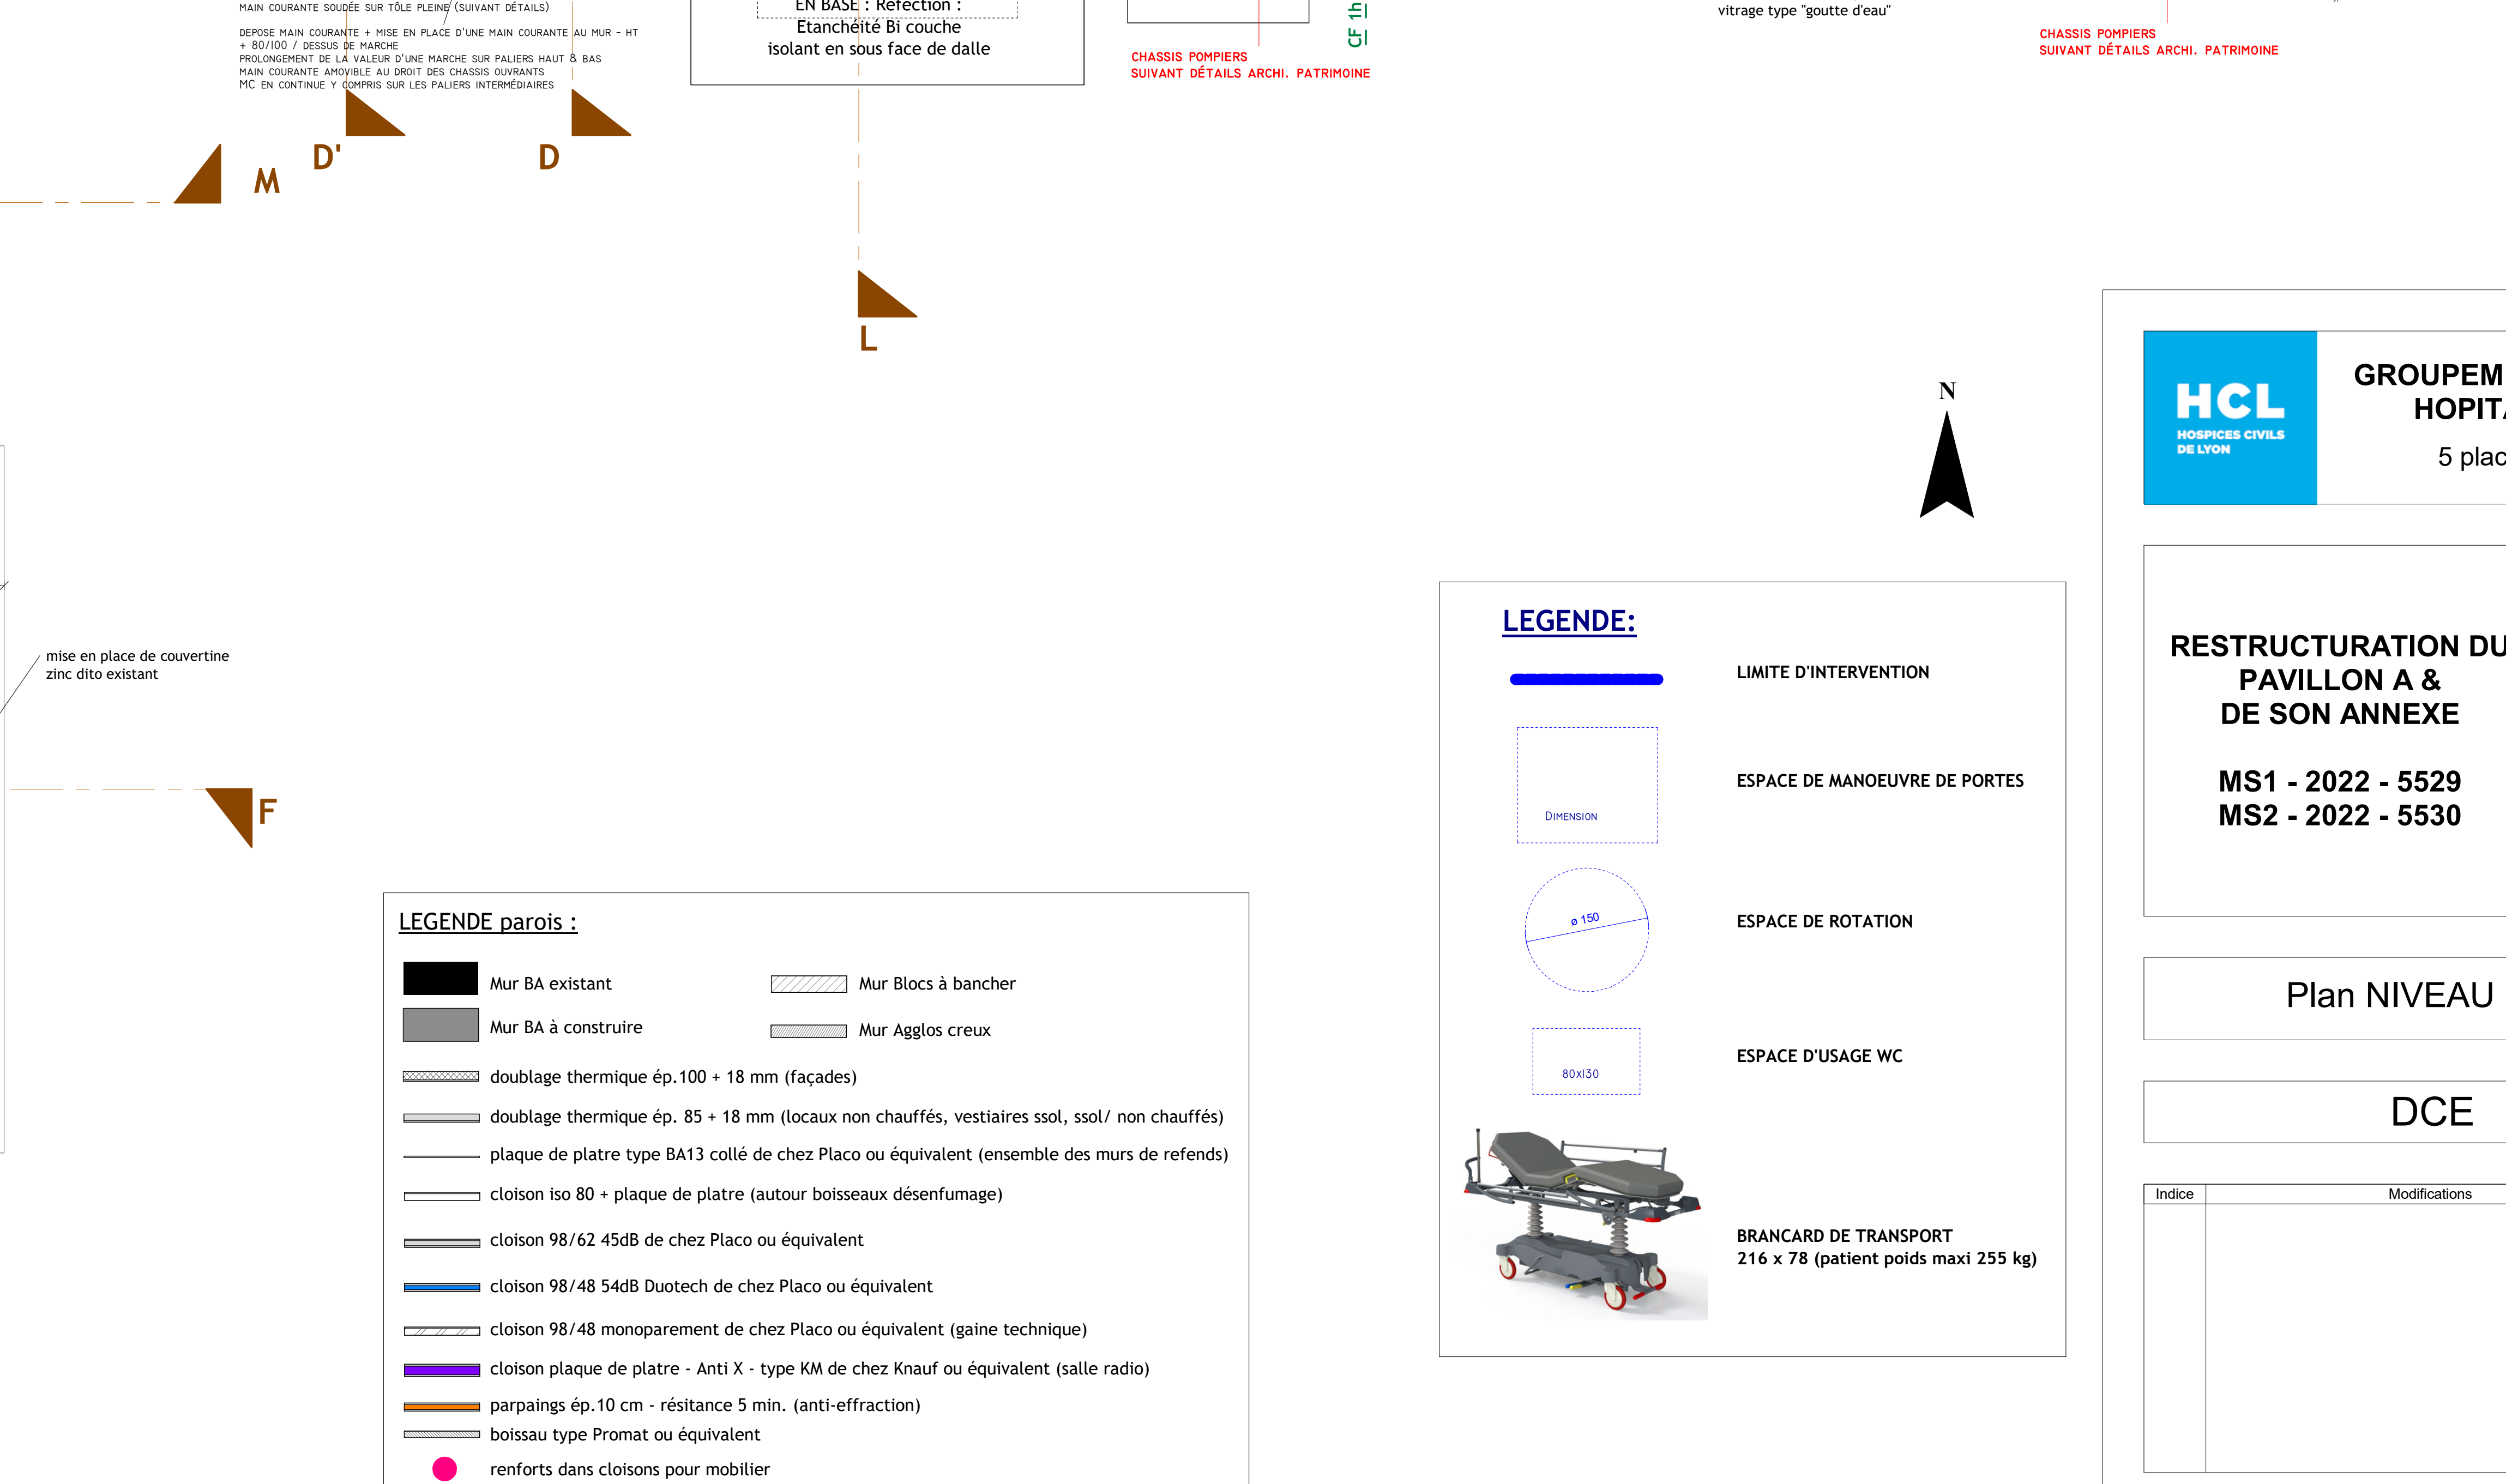 MAIN COURANTE SOUDÉE SUR TÔLE PLEINE (SUIVANT DÉTAILS)
DEPOSE MAIN COURANTE + MISE EN PLACE D'UNE MAIN COURANTE AU MUR - HT
+ 80/100 / DESSUS DE MARCHE
PROLONGEMENT DE LA VALEUR D'UNE MARCHE SUR PALIERS HAUT & BAS
MAIN COURANTE AMOVIBLE AU DROIT DES CHASSIS OUVRANTS
MC EN CONTINUE Y COMPRIS SUR LES PALIERS INTERMÉDIAIRES
EN BASE : Réfection :
Etanchéité Bi couche
isolant en sous face de dalle
CHASSIS POMPIERS
SUIVANT DÉTAILS ARCHI. PATRIMOINE
CF 1h
vitrage type "goutte d'eau"
CHASSIS POMPIERS
SUIVANT DÉTAILS ARCHI. PATRIMOINE
M
D'
D
L
N
mise en place de couvertine
zinc dito existant
F
LEGENDE parois :
Mur BA existant
Mur Blocs à bancher
Mur BA à construire
Mur Agglos creux
doublage thermique ép.100 + 18 mm (façades)
doublage thermique ép. 85 + 18 mm (locaux non chauffés, vestiaires ssol, ssol/ non chauffés)
plaque de platre type BA13 collé de chez Placo ou équivalent (ensemble des murs de refends)
cloison iso 80 + plaque de platre (autour boisseaux désenfumage)
cloison 98/62 45dB de chez Placo ou équivalent
cloison 98/48 54dB Duotech de chez Placo ou équivalent
cloison 98/48 monoparement de chez Placo ou équivalent (gaine technique)
cloison plaque de platre - Anti X - type KM de chez Knauf ou équivalent (salle radio)
parpaings ép.10 cm - résitance 5 min. (anti-effraction)
boissau type Promat ou équivalent
renforts dans cloisons pour mobilier
LEGENDE:
LIMITE D'INTERVENTION
DIMENSION
ESPACE DE MANOEUVRE DE PORTES
ø 150
ESPACE DE ROTATION
80x130
ESPACE D'USAGE WC
BRANCARD DE TRANSPORT
216 x 78 (patient poids maxi 255 kg)
HCL
HOSPICES CIVILS
DE LYON
GROUPEM
HOPITA
5 plac
RESTRUCTURATION DU
PAVILLON A &
DE SON ANNEXE
MS1 - 2022 - 5529
MS2 - 2022 - 5530
Plan NIVEAU
DCE
Indice
Modifications